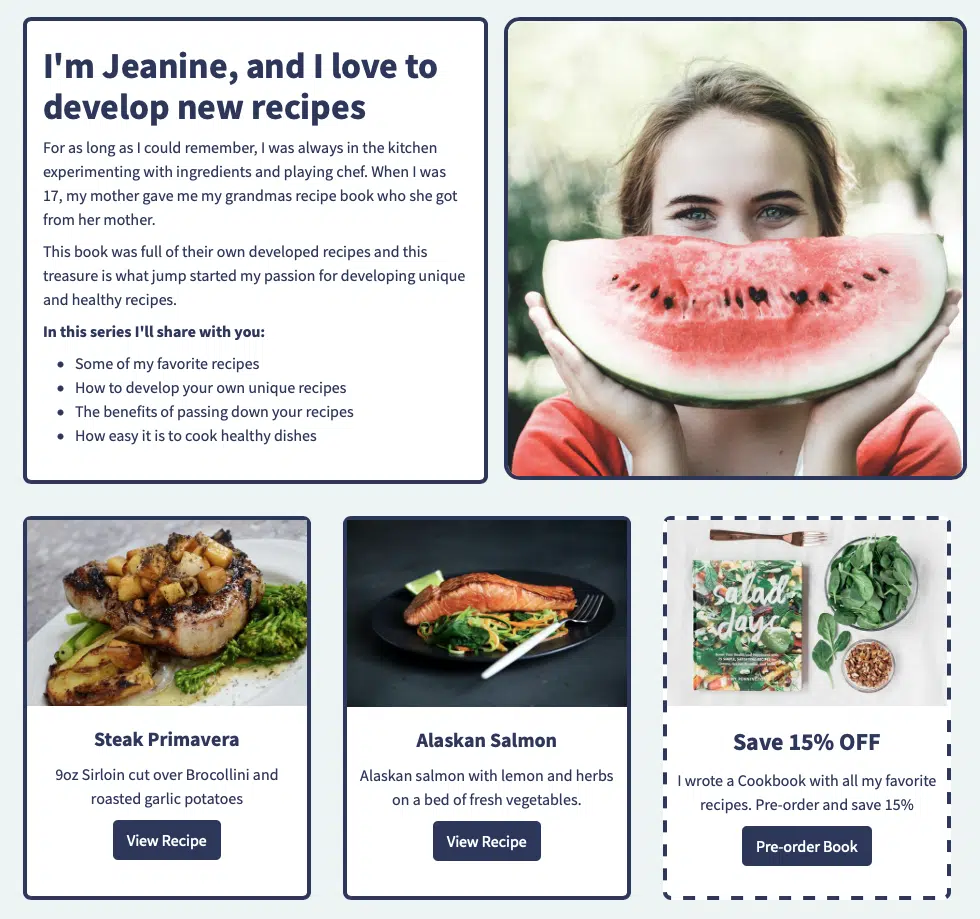 I'm Jeanine, and I love to
develop new recipes
For as long as I could remember, I was always in the kitchen
experimenting with ingredients and playing chef. When I was
17, my mother gave me my grandmas recipe book who she got
from her mother.
This book was full of their own developed recipes and this
treasure is what jump started my passion for developing unique
and healthy recipes.
In this series I'll share with you:
Some of my favorite recipes
How to develop your own unique recipes
The benefits of passing down your recipes
How easy it is to cook healthy dishes
Steak Primavera
9oz Sirloin cut over Brocollini and
roasted garlic potatoes
View Recipe
Alaskan Salmon
Alaskan salmon with lemon and herbs
on a bed of fresh vegetables.
View Recipe
salad
days
Save 15% OFF
I wrote a Cookbook with all my favorite
recipes. Pre-order and save 15%
Pre-order Book